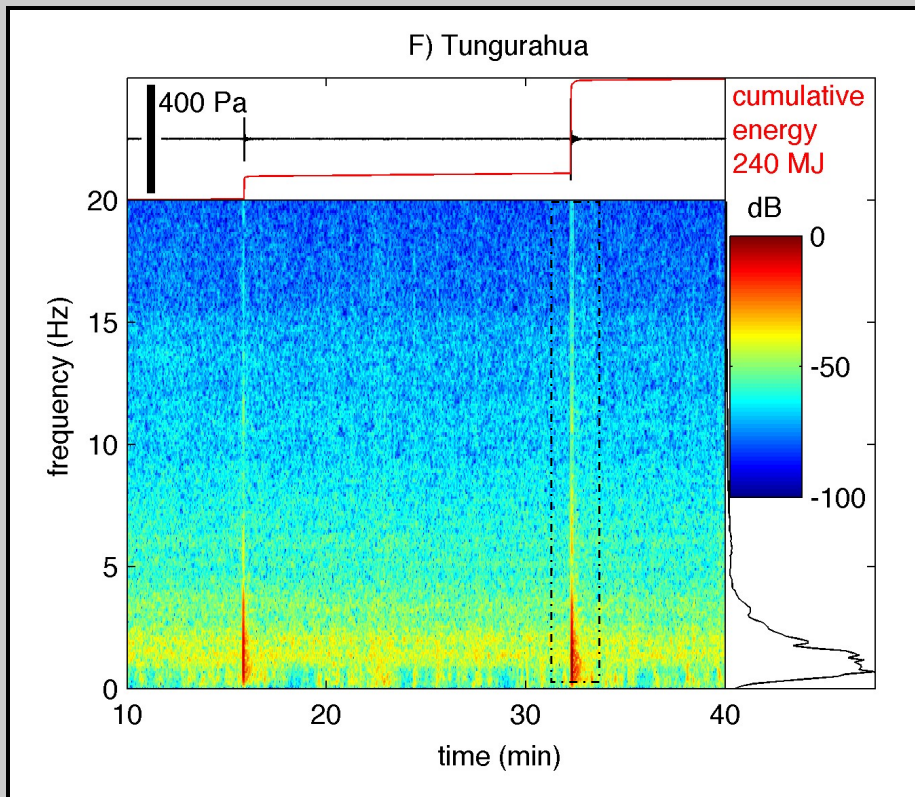 F) Tungurahua
400 Pa
cumulative
energy
240 MJ
dB
0
-50
-100
20
15
10
5
0
frequency (Hz)
10 20 30 40
time (min)